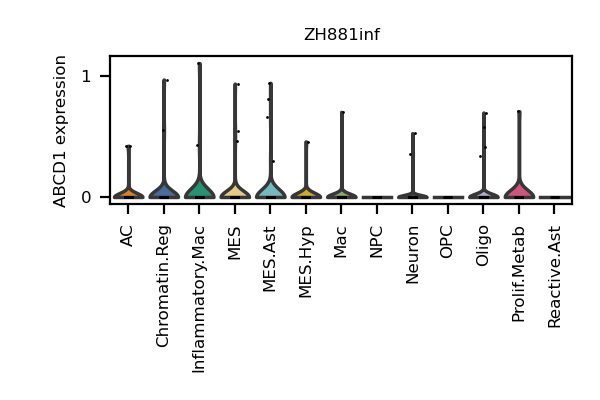 ZH881inf
ABCD1 expression
1
0
AC
Chromatin.Reg
Inflammatory.Mac
MES
MES.Ast
MES.Hyp
Mac
NPC
Neuron
OPC
Oligo
Prolif.Metab
Reactive.Ast